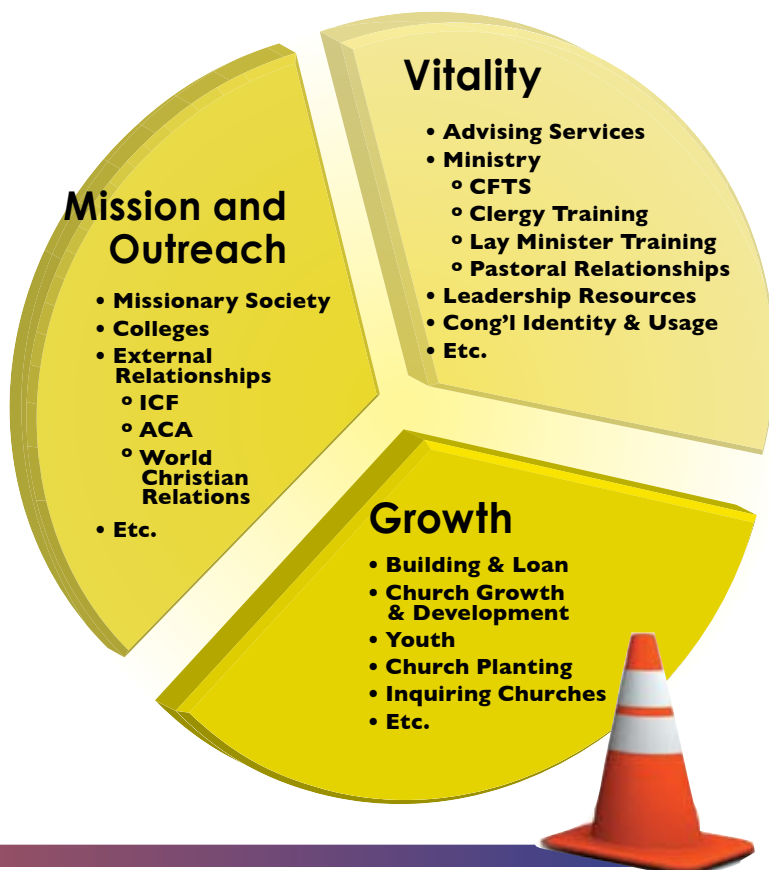 Vitality
• Advising Services
• Ministry
º CFTS
º Clergy Training
º Lay Minister Training
º Pastoral Relationships
• Leadership Resources
• Cong’l Identity & Usage
• Etc.
Mission and
Outreach
• Missionary Society
• Colleges
• External
Relationships
º ICF
º ACA
º World
Christian
Relations
• Etc.
Growth
• Building & Loan
• Church Growth
& Development
• Youth
• Church Planting
• Inquiring Churches
• Etc.